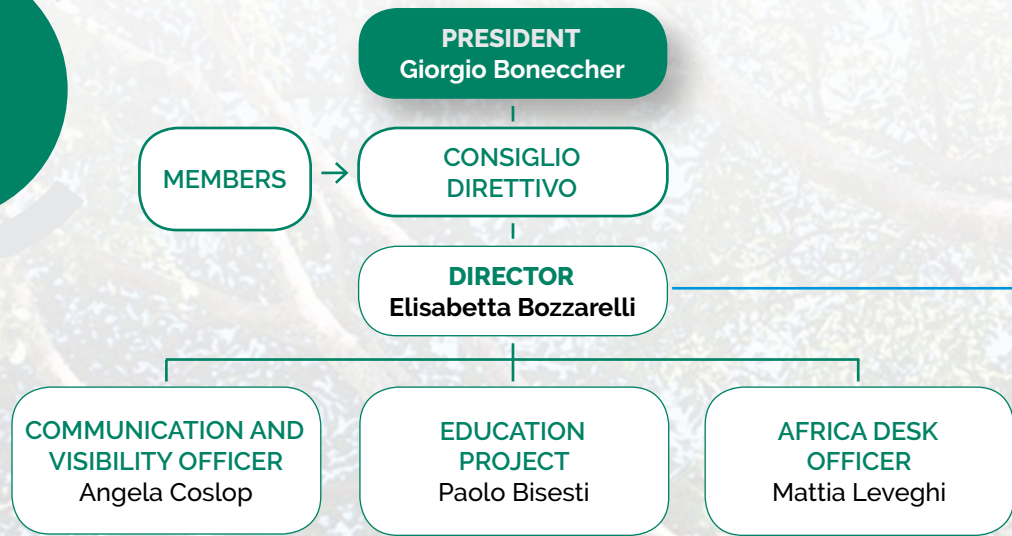 PRESIDENT
Giorgio Boneccher
MEMBERS
CONSIGLIO
DIRETTIVO
DIRECTOR
Elisabetta Bozzarelli
COMMUNICATION AND
VISIBILITY OFFICER
Angela Coslop
EDUCATION
PROJECT
Paolo Bisesti
AFRICA DESK
OFFICER
Mattia Leveghi